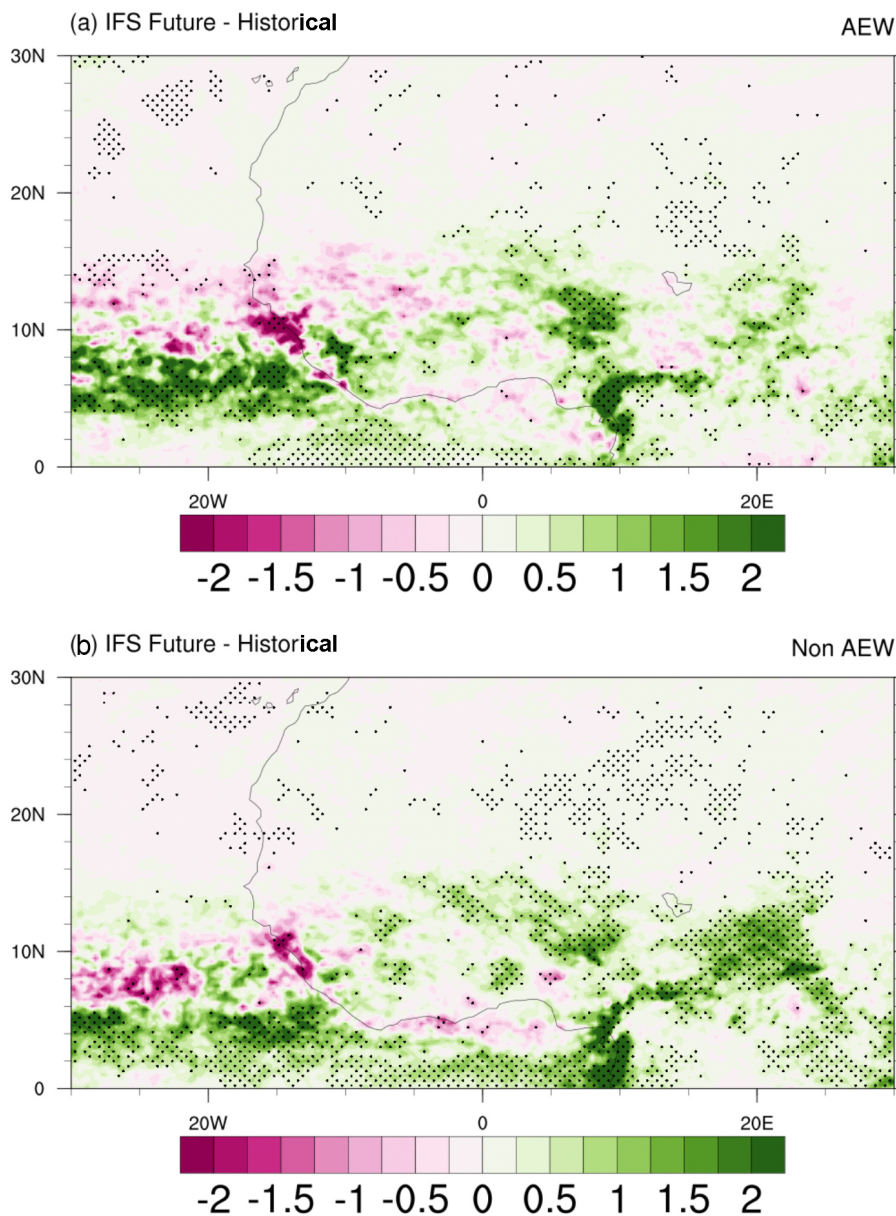 (a) IFS Future - Historical AEW
30N
20N
10N
0
20W 0 20E
-2 -1.5 -1 -0.5 0 0.5 1 1.5 2
(b) IFS Future - Historical Non AEW
30N
20N
10N
0
20W 0 20E
-2 -1.5 -1 -0.5 0 0.5 1 1.5 2